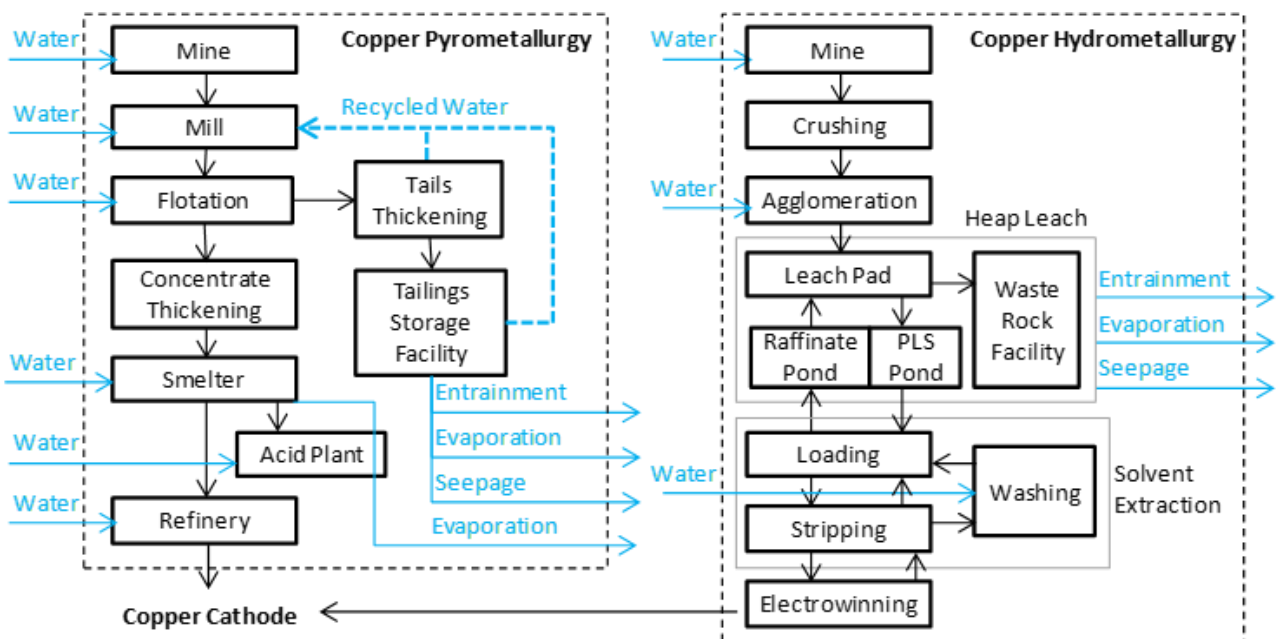 Copper Pyrometallurgy
Water
Mine
Water
Mill
Recycled Water
Water
Flotation
Tails
Thickening
Concentrate
Thickening
Tailings
Storage
Facility
Water
Smelter
Entrainment
Water
Acid Plant
Evaporation
Seepage
Water
Refinery
Evaporation
Copper Cathode
Copper Hydrometallurgy
Water
Mine
Crushing
Water
Agglomeration
Heap Leach
Leach Pad
Waste
Rock
Facility
Raffinate
Pond
PLS
Pond
Entrainment
Evaporation
Seepage
Loading
Water
Washing
Solvent
Extraction
Stripping
Electrowinning